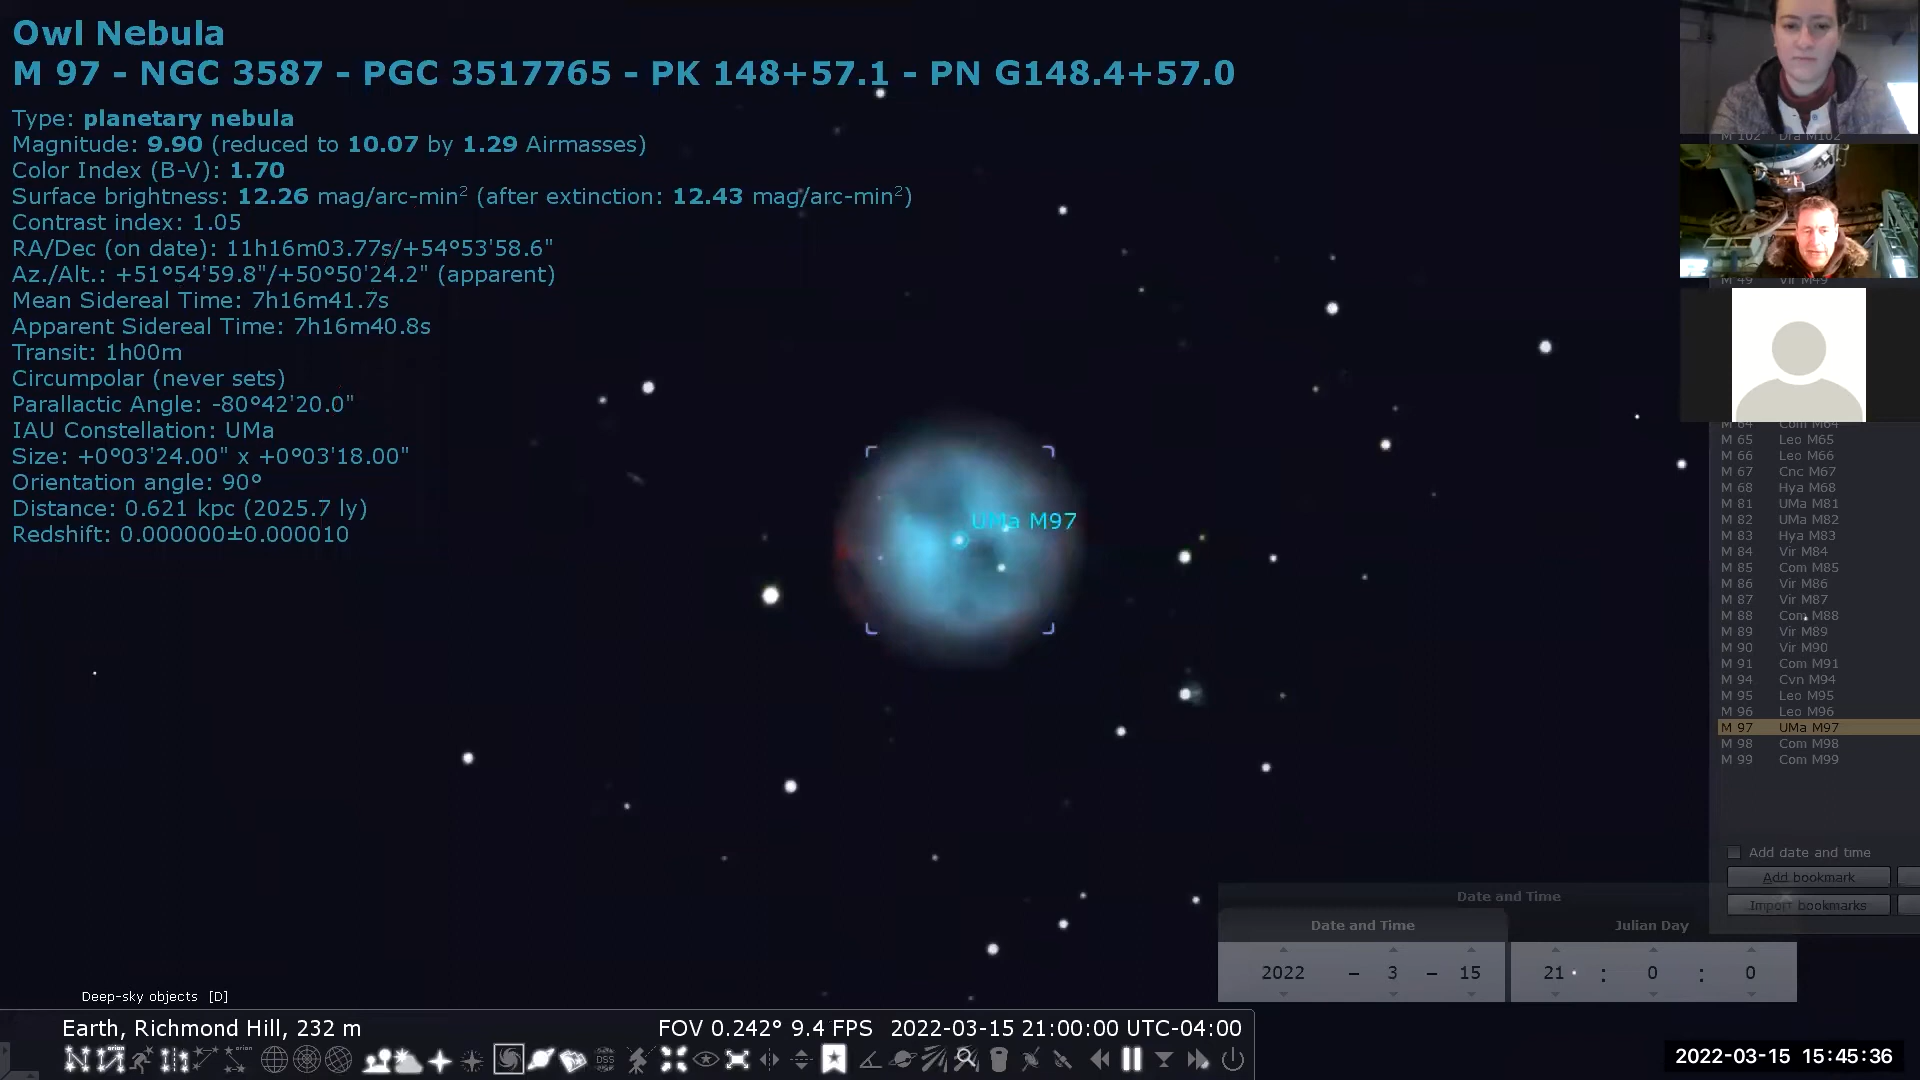 Owl Nebula
M 97 - NGC 3587 - PGC 3517765 - PK 148+57.1 - PN G148.4+57.0
Type: planetary nebula
Magnitude: 9.90 (reduced to 10.07 by 1.29 Airmasses)
Color Index (B-V): 1.70
Surface brightness: 12.26 mag/arc-min² (after extinction: 12.43 mag/arc-min²)
Contrast index: 1.05
RA/Dec (on date): 11h16m03.77s/+54°53'58.6"
Az./Alt.: +51°54'59.8"/+50°50'24.2" (apparent)
Mean Sidereal Time: 7h16m41.7s
Apparent Sidereal Time: 7h16m40.8s
Transit: 1h00m
Circumpolar (never sets)
Parallactic Angle: -80°42'20.0"
IAU Constellation: UMa
Size: +0°03'24.00" x +0°03'18.00"
Orientation angle: 90°
Distance: 0.621 kpc (2025.7 ly)
Redshift: 0.000000±0.000010
UMa M97
M 102 Dra M102
M 49 Vir M49
M 64 Com M64
M 65 Leo M65
M 66 Leo M66
M 67 Cnc M67
M 68 Hya M68
M 81 UMa M81
M 82 UMa M82
M 83 Hya M83
M 84 Vir M84
M 85 Com M85
M 86 Vir M86
M 87 Vir M87
M 88 Com M88
M 89 Vir M89
M 90 Vir M90
M 91 Com M91
M 94 Cvn M94
M 95 Leo M95
M 96 Leo M96
M 97 UMa M97
M 98 Com M98
M 99 Com M99
Add date and time
Add bookmark
Import bookmarks
Date and Time
Date and Time Julian Day
2022 - 3 - 15 21 : 0 : 0
Deep-sky objects [D]
Earth, Richmond Hill, 232 m FOV 0.242° 9.4 FPS 2022-03-15 21:00:00 UTC-04:00
DSS
2022-03-15 15:45:36